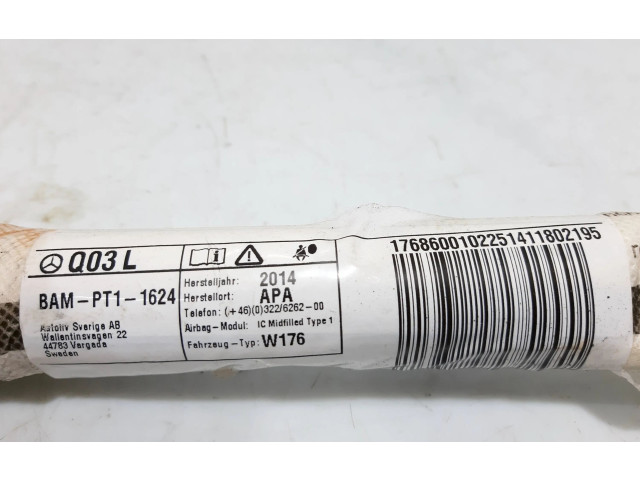 Q03 L
BAM-PT1-1624
Autoliv Sverige AB
Wallentinsvagen 22
44783 Vargada
Sweden
Herstelljahr: 2014
Herstellort: APA
Telefon: (+46)(0)322/6262-00
Airbag-Modul: IC Midfilled Type 1
Fahrzeug-Typ: W176
1768600102251411802195